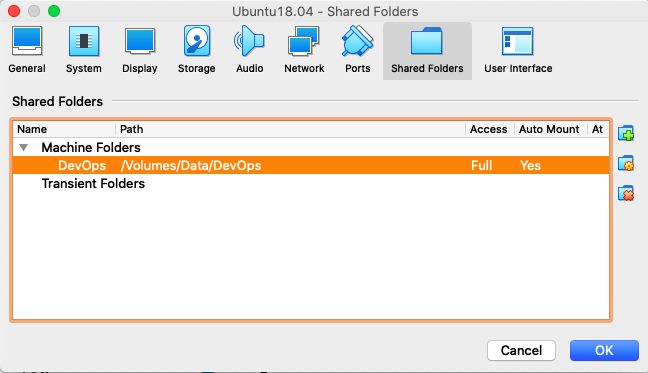 Ubuntu18.04 - Shared Folders
General System Display Storage Audio Network Ports Shared Folders User Interface
Shared Folders
Name Path Access Auto Mount At
Machine Folders
DevOps /Volumes/Data/DevOps Full Yes
Transient Folders
Cancel OK